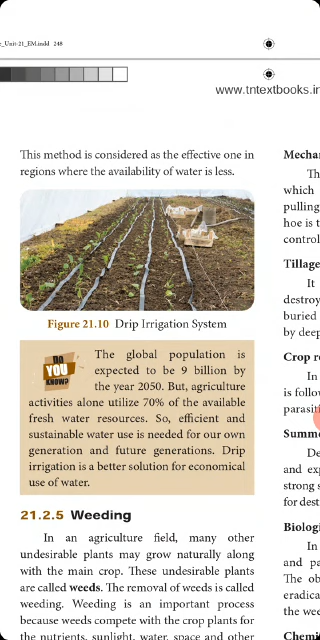 e_Unit-21_EM.indd 248
www.tntextbooks.in
This method is considered as the effective one in
regions where the availability of water is less.
Figure 21.10 Drip Irrigation System
DO
YOU
KNOW?
The global population is
expected to be 9 billion by
the year 2050. But, agriculture
activities alone utilize 70% of the available
fresh water resources. So, efficient and
sustainable water use is needed for our own
generation and future generations. Drip
irrigation is a better solution for economical
use of water.
21.2.5 Weeding
In an agriculture field, many other
undesirable plants may grow naturally along
with the main crop. These undesirable plants
are called weeds. The removal of weeds is called
weeding. Weeding is an important process
because weeds compete with the crop plants for
the nutrients, sunlight, water, space and other
Mechan
Th
which
pulling
hoe is t
control
Tillage
It
destroy
buried
by deep
Crop ro
In
is follow
parasiti
Summe
De
and exp
strong s
for dest
Biologi
In
and pa
The ob
eradica
the wee
Chemi